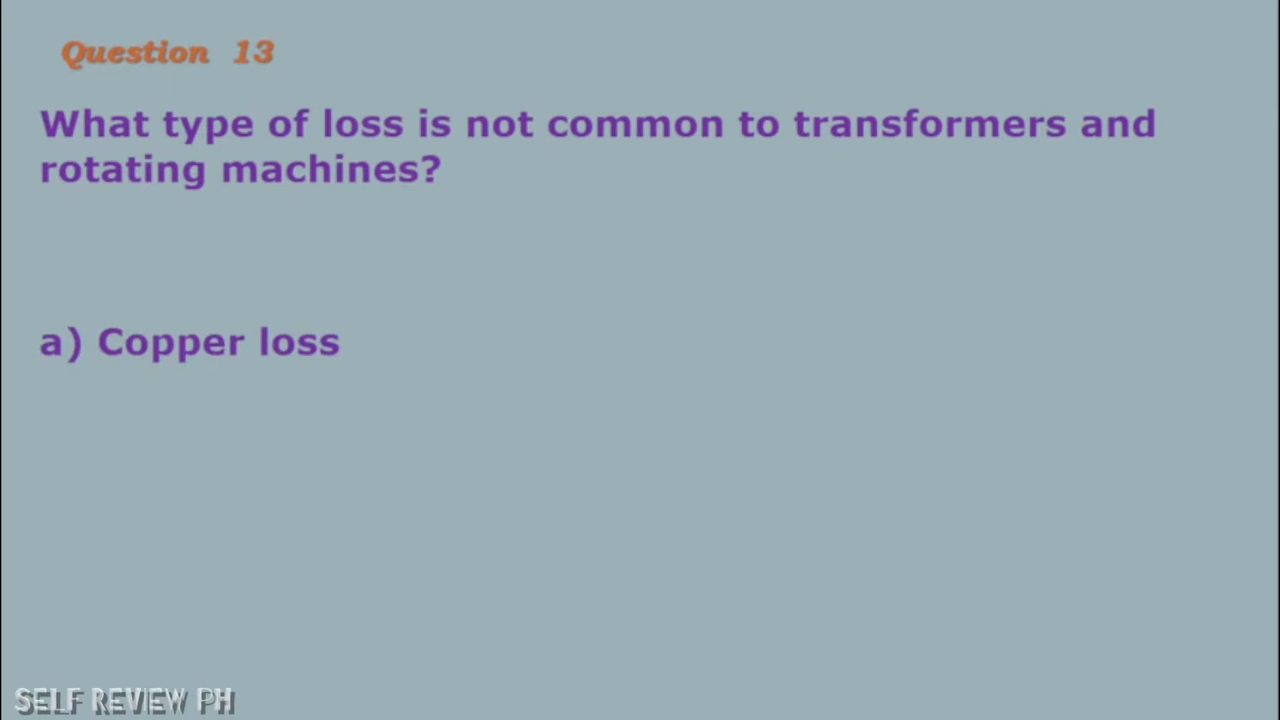 Question 13
What type of loss is not common to transformers and
rotating machines?
a) Copper loss
SELF REVIEW PH